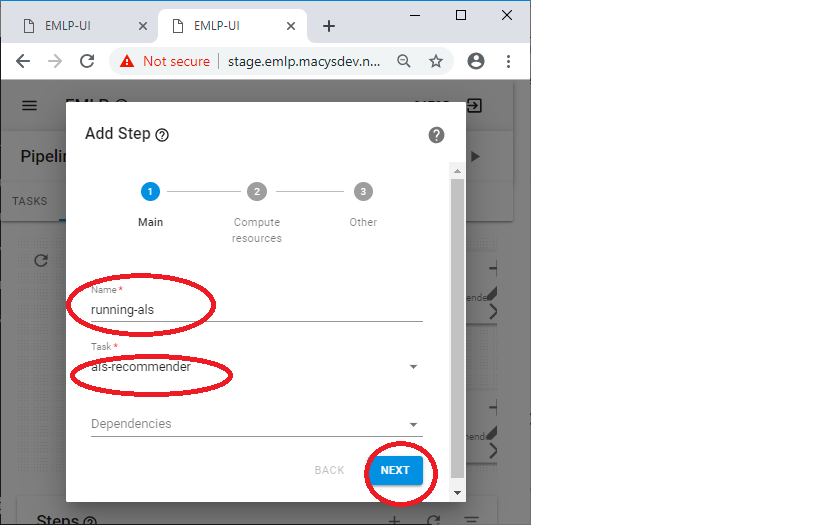 EMLP-UI
EMLP-UI
Not secure
stage.emlp.macysdev.n...
EMLP
Add Step
Pipelin
TASKS
1
2
3
Main
Compute
resources
Other
Name *
running-als
Task *
als-recommender
Dependencies
BACK
NEXT
Steps